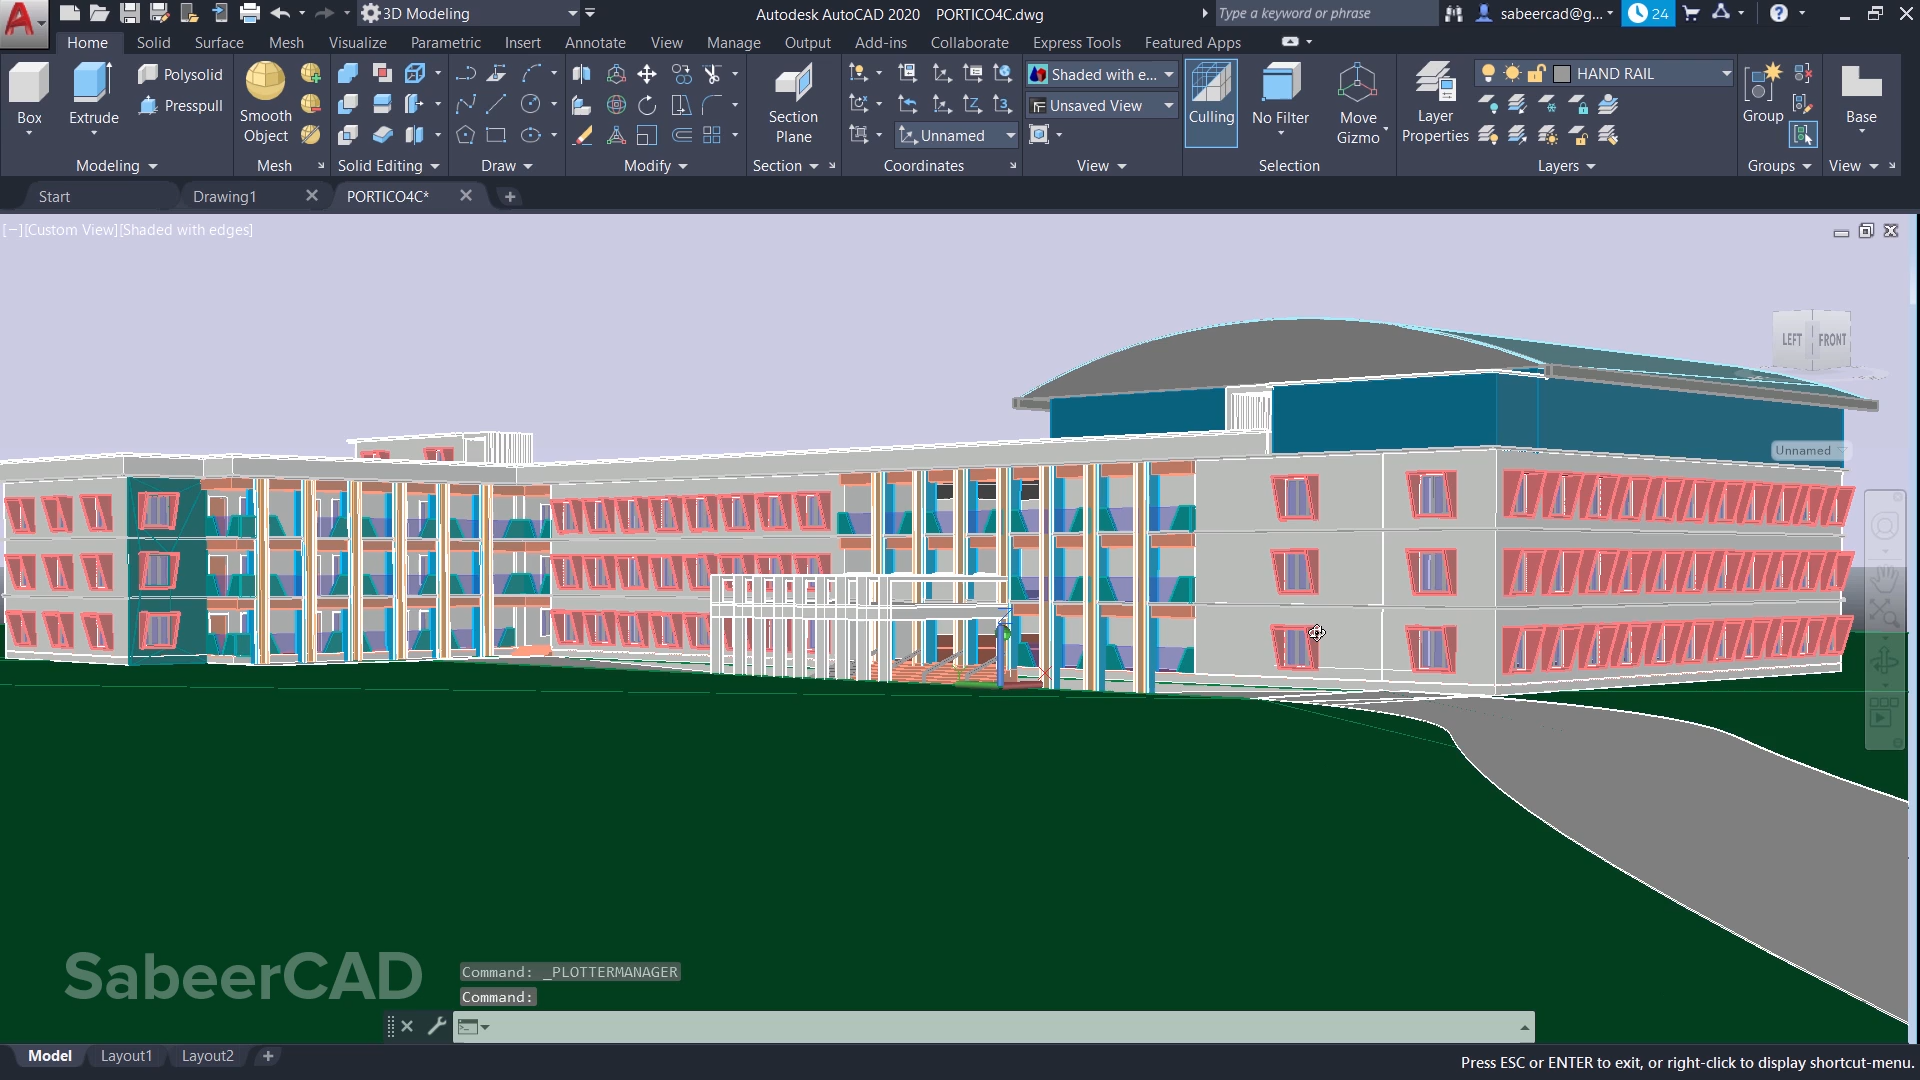 3D Modeling
Autodesk AutoCAD 2020 PORTICO4C.dwg
Type a keyword or phrase
sabeercad@g...
24
Home Solid Surface Mesh Visualize Parametric Insert Annotate View Manage Output Add-ins Collaborate Express Tools Featured Apps
Box
Extrude
Polysolid
Presspull
Modeling
Smooth
Object
Mesh
Solid Editing
Draw
Modify
Section
Plane
Section
Unnamed
Coordinates
Shaded with e...
Unsaved View
View
Culling
No Filter
Move
Gizmo
Selection
Layer
Properties
HAND RAIL
Layers
Group
Groups
Base
View
Start Drawing1 PORTICO4C*
[−][Custom View][Shaded with edges]
LEFT FRONT
Unnamed
SabeerCAD
Command: _PLOTTERMANAGER
Command:
Model Layout1 Layout2
Press ESC or ENTER to exit, or right-click to display shortcut-menu.